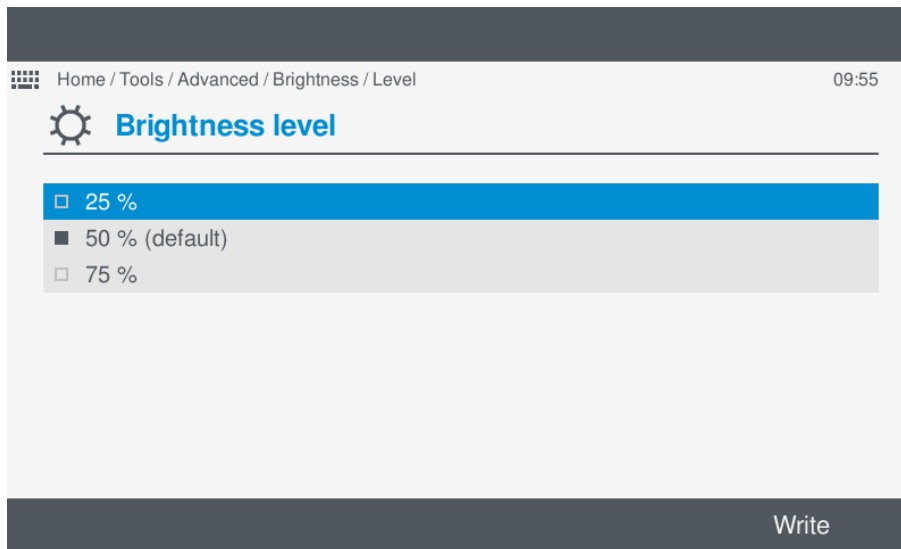 Home / Tools / Advanced / Brightness / Level 09:55
Brightness level
25 %
50 % (default)
75 %
Write